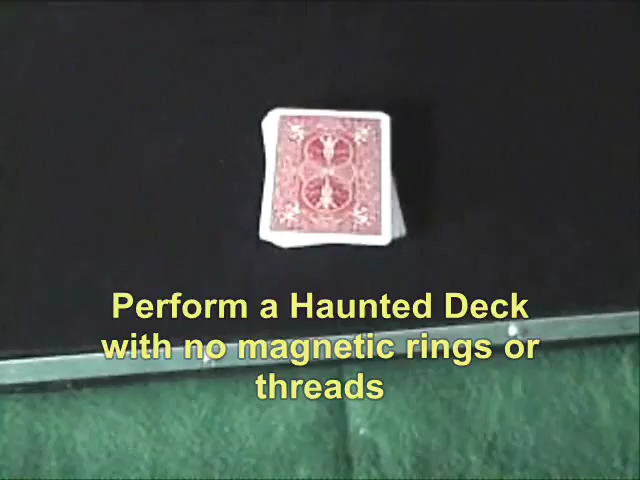 Perform a Haunted Deck
with no magnetic rings or
threads